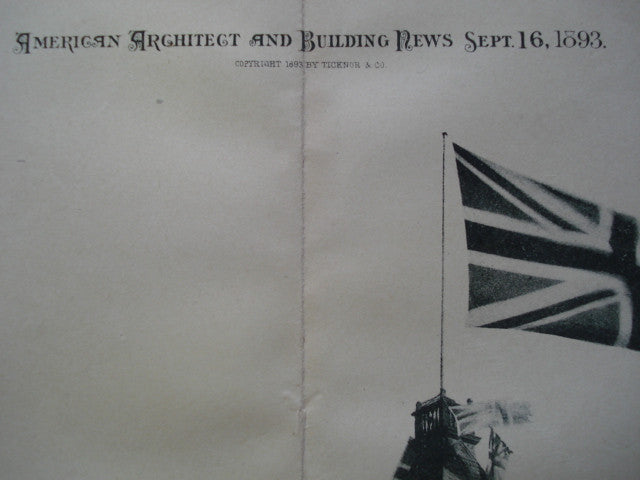 American Architect and Building News Sept. 16, 1893.
COPYRIGHT 1893 BY TICKNOR & CO.